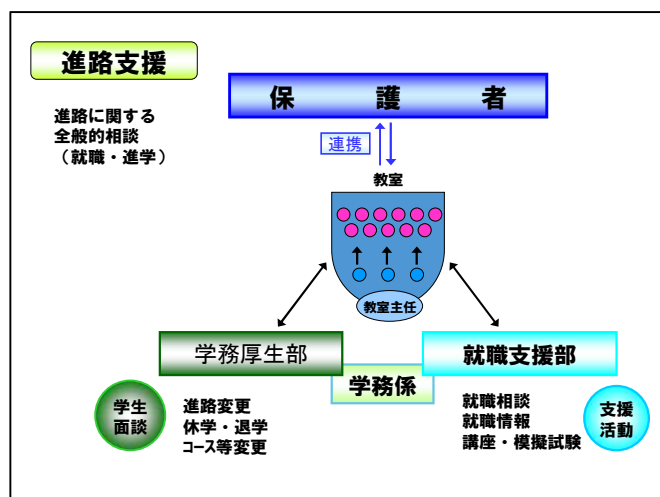 進路支援
保護者
進路に関する
全般的相談
（就職・進学）
連携
教室
教室主任
学務厚生部
就職支援部
学務係
学生
面談
進路変更
休学・退学
ｺｰｽ等変更
就職相談
就職情報
講座・模擬試験
支援
活動